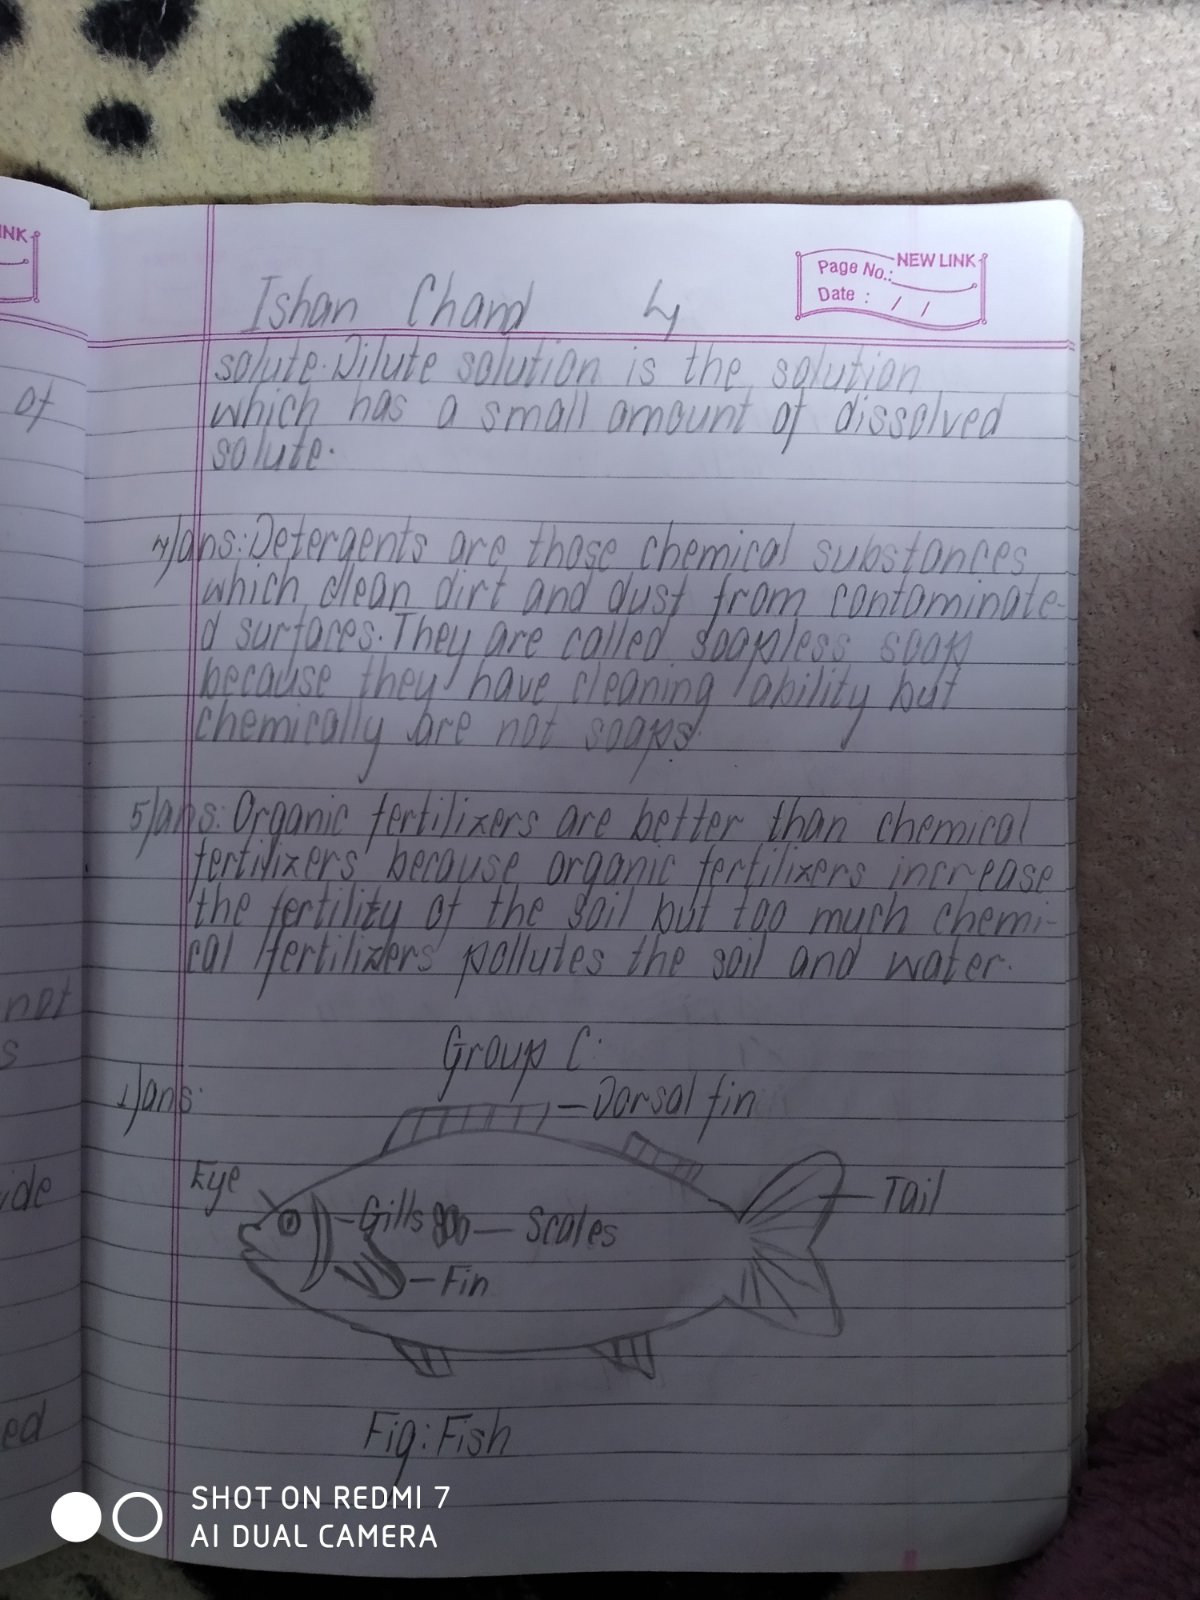 INK
NEW LINK
Page No.:
Date : / /
Ishan Chand 4
solute. Dilute solution is the solution
of
which has a small amount of dissolved
solute.
4) ans: Detergents are those chemical substances
which clean dirt and dust from contaminate-
d surfaces. They are called soapless soap
because they have cleaning ability but
chemically are not soaps.
5) ans: Organic fertilizers are better than chemical
fertilizers because organic fertilizers increase
the fertility of the soil but too much chemi-
cal fertilizers pollutes the soil and water.
not
s
Group C.
1) ans:
Dorsal fin
Eye
Tail
Gills
Scales
Fin
Fig: Fish
ed
SHOT ON REDMI 7
AI DUAL CAMERA